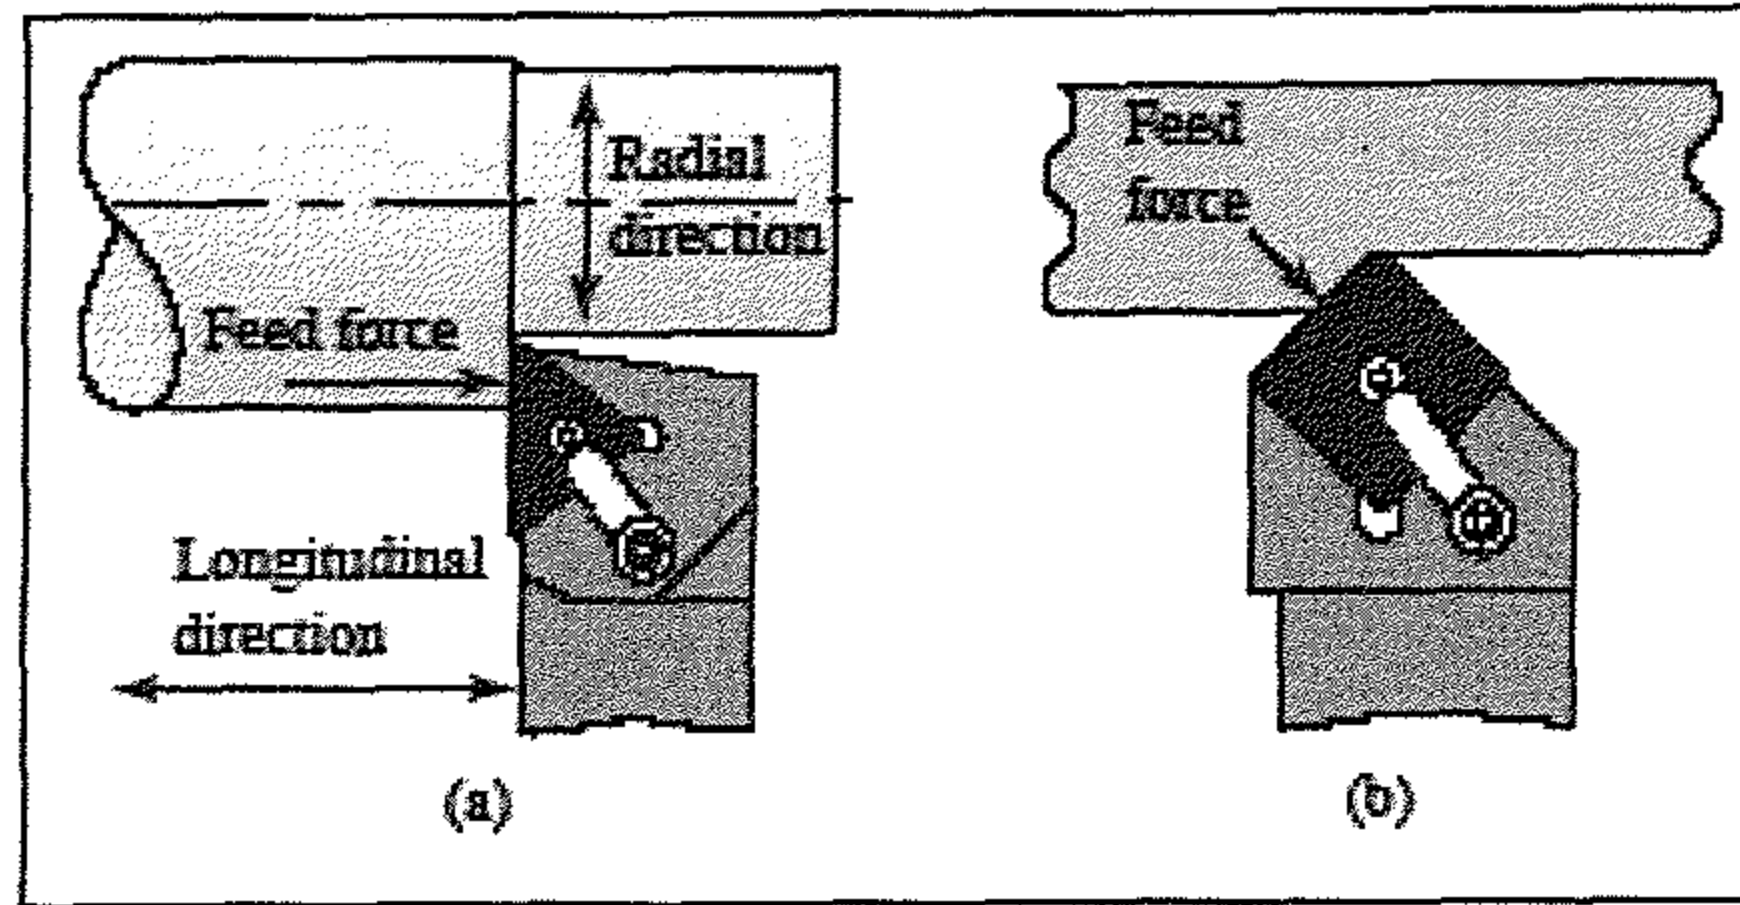 Radial
direction
Feed force
Longitudinal
direction
(a)
Feed
force
(b)